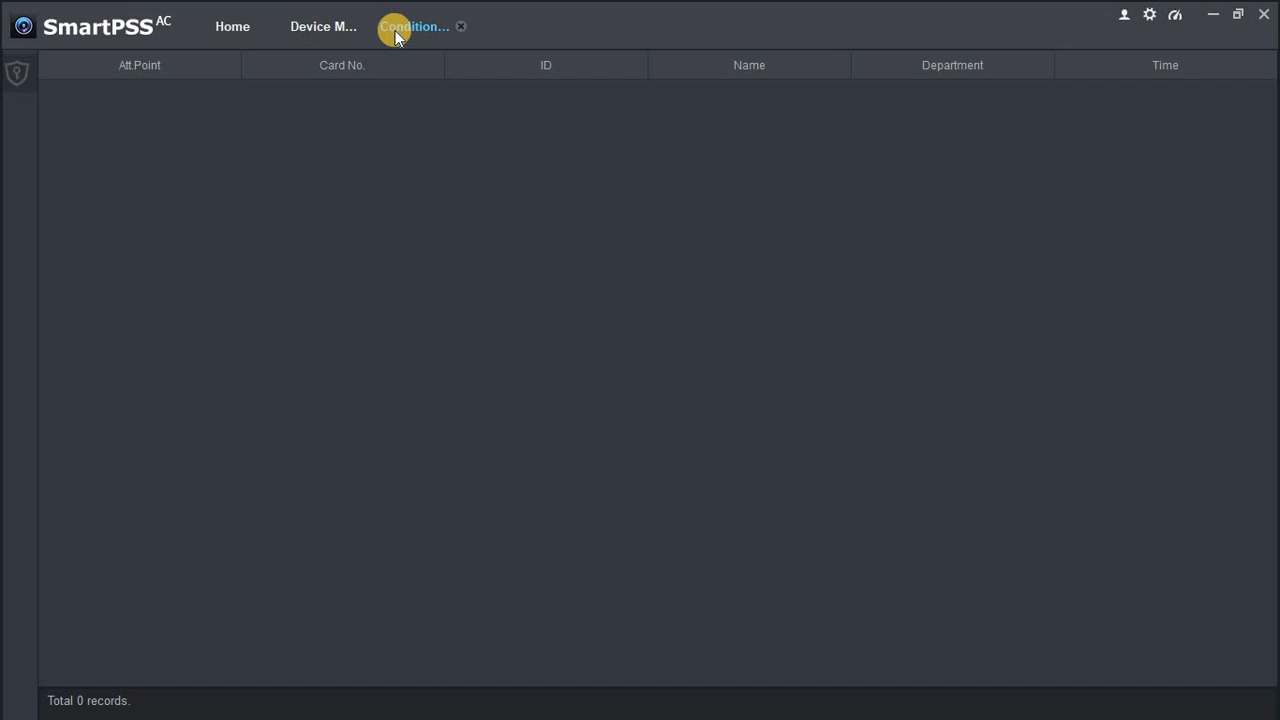 SmartPSS AC
Home
Device M...
Condition...
Att.Point
Card No.
ID
Name
Department
Time
Total 0 records.